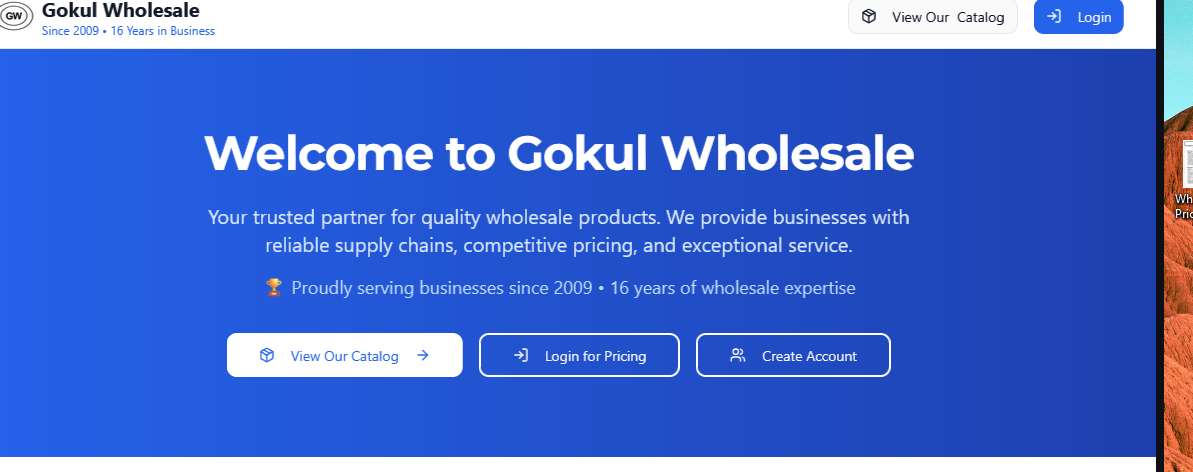 GW
Gokul Wholesale
Since 2009 • 16 Years in Business
View Our Catalog
Login
Welcome to Gokul Wholesale
Your trusted partner for quality wholesale products. We provide businesses with
reliable supply chains, competitive pricing, and exceptional service.
🏆 Proudly serving businesses since 2009 • 16 years of wholesale expertise
View Our Catalog →
Login for Pricing
Create Account